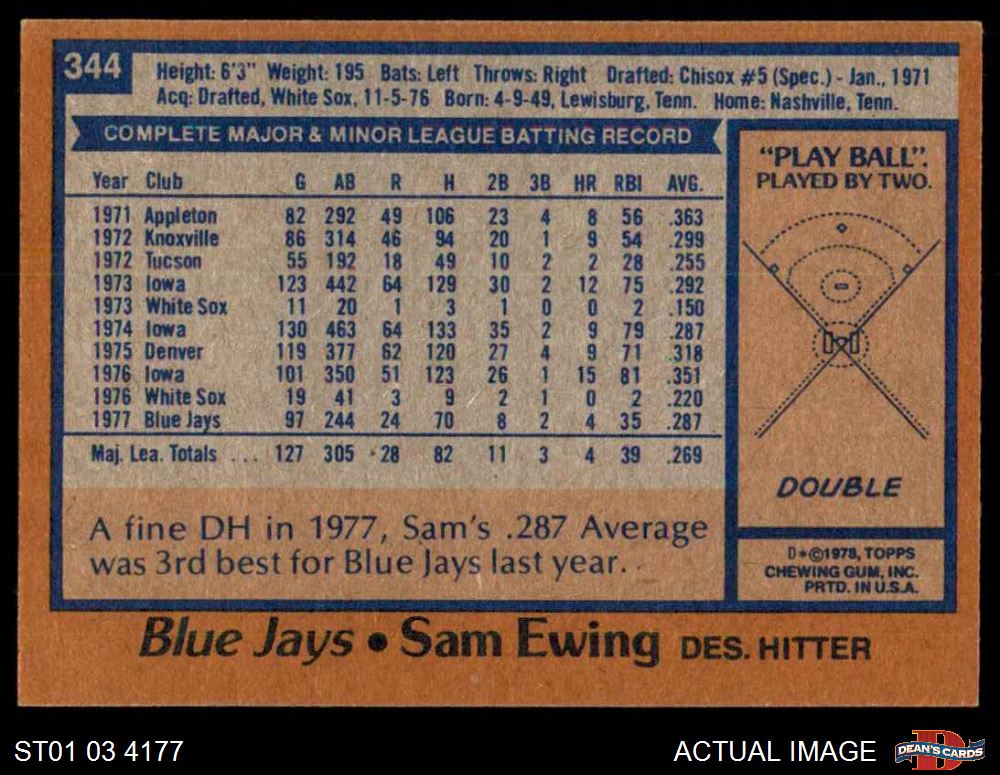 344
Height: 6'3" Weight: 195 Bats: Left Throws: Right Drafted: Chisox #5 (Spec.) - Jan., 1971
Acq: Drafted, White Sox, 11-5-76 Born: 4-9-49, Lewisburg, Tenn. Home: Nashville, Tenn.
COMPLETE MAJOR & MINOR LEAGUE BATTING RECORD
Year Club G AB R H 2B 3B HR RBI AVG.
1971 Appleton 82 292 49 106 23 4 8 56 .363
1972 Knoxville 86 314 46 94 20 1 9 54 .299
1972 Tucson 55 192 18 49 10 2 2 28 .255
1973 Iowa 123 442 64 129 30 2 12 75 .292
1973 White Sox 11 20 1 3 1 0 0 2 .150
1974 Iowa 130 463 64 133 35 2 9 79 .287
1975 Denver 119 377 62 120 27 4 9 71 .318
1976 Iowa 101 350 51 123 26 1 15 81 .351
1976 White Sox 19 41 3 9 2 1 0 2 .220
1977 Blue Jays 97 244 24 70 8 2 4 35 .287
Maj. Lea. Totals ... 127 305 28 82 11 3 4 39 .269
A fine DH in 1977, Sam's .287 Average
was 3rd best for Blue Jays last year.
"PLAY BALL".
PLAYED BY TWO.
DOUBLE
D*©1978, TOPPS
CHEWING GUM, INC.
PRTD. IN U.S.A.
Blue Jays • Sam Ewing DES. HITTER
ST01 03 4177
ACTUAL IMAGE
D
DEAN'S CARDS